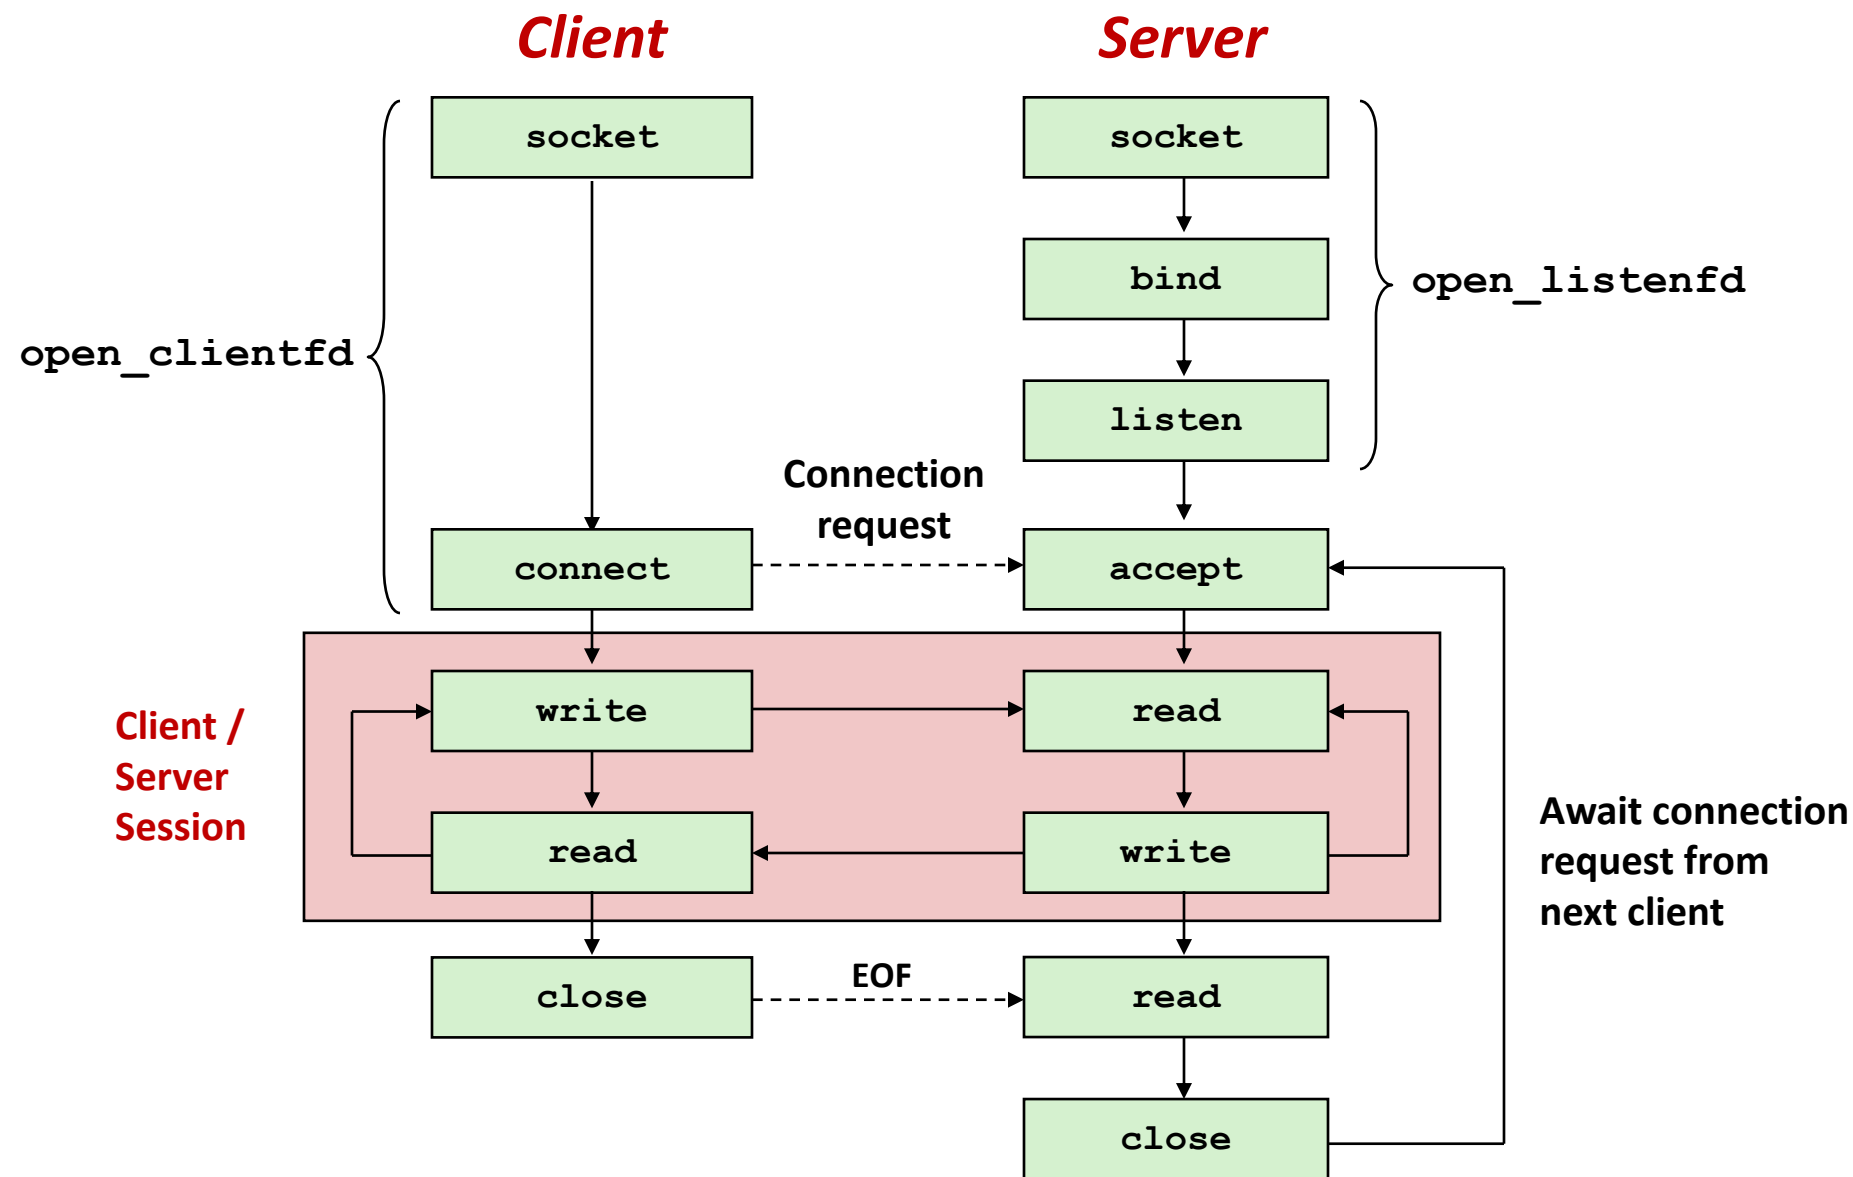 Client
Server
socket
socket
bind
open_listenfd
open_clientfd
listen
Connection
request
connect
accept
Client /
Server
Session
write
read
read
write
Await connection
request from
next client
close
EOF
read
close